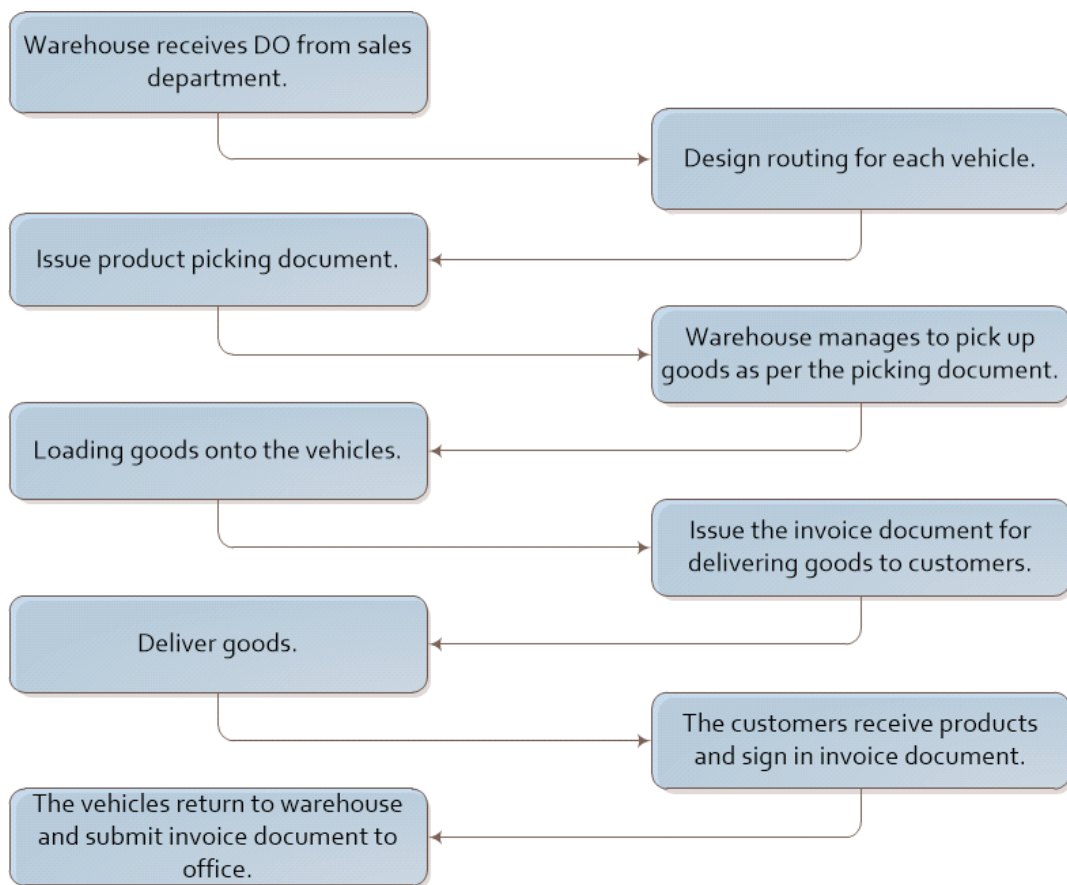 Warehouse receives DO from sales
department.
Design routing for each vehicle.
Issue product picking document.
Warehouse manages to pick up
goods as per the picking document.
Loading goods onto the vehicles.
Issue the invoice document for
delivering goods to customers.
Deliver goods.
The customers receive products
and sign in invoice document.
The vehicles return to warehouse
and submit invoice document to
office.